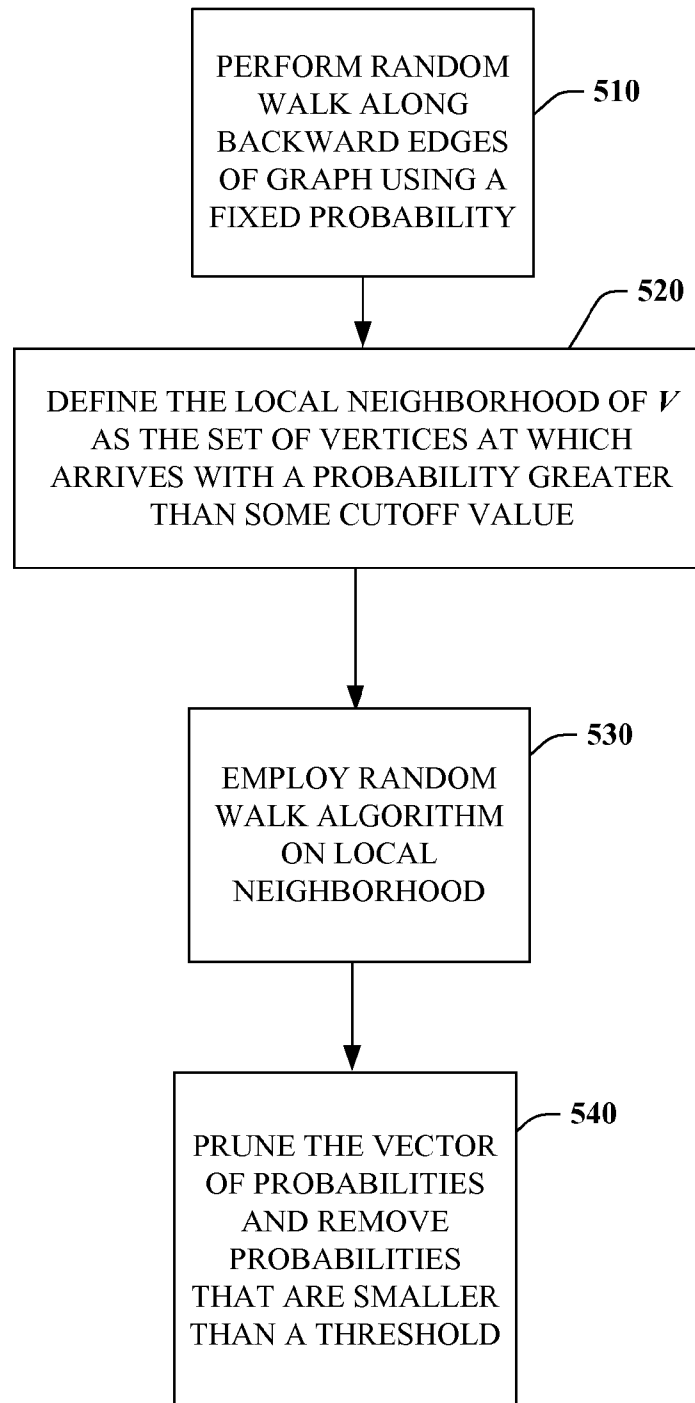 PERFORM RANDOM
WALK ALONG
BACKWARD EDGES
OF GRAPH USING A
FIXED PROBABILITY
510
520
DEFINE THE LOCAL NEIGHBORHOOD OF V
AS THE SET OF VERTICES AT WHICH
ARRIVES WITH A PROBABILITY GREATER
THAN SOME CUTOFF VALUE
530
EMPLOY RANDOM
WALK ALGORITHM
ON LOCAL
NEIGHBORHOOD
540
PRUNE THE VECTOR
OF PROBABILITIES
AND REMOVE
PROBABILITIES
THAT ARE SMALLER
THAN A THRESHOLD